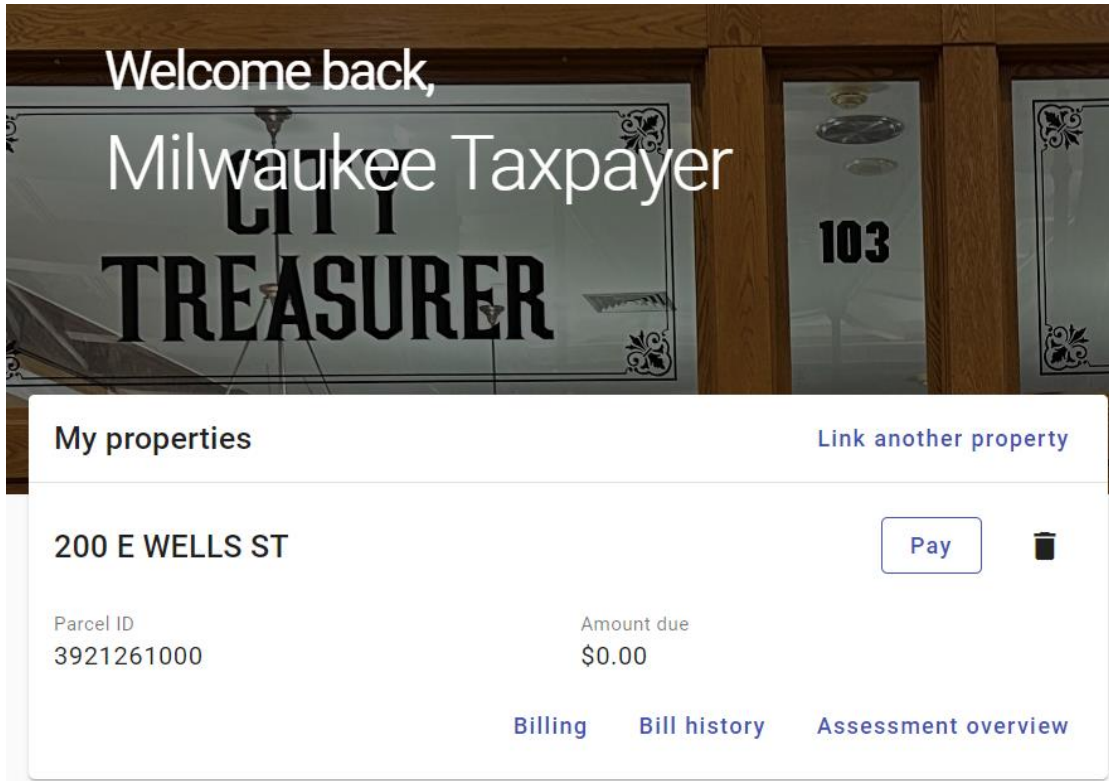 Welcome back,
Milwaukee Taxpayer
CITY
TREASURER
103
My properties
Link another property
200 E WELLS ST
Pay
Parcel ID
Amount due
3921261000
$0.00
Billing
Bill history
Assessment overview